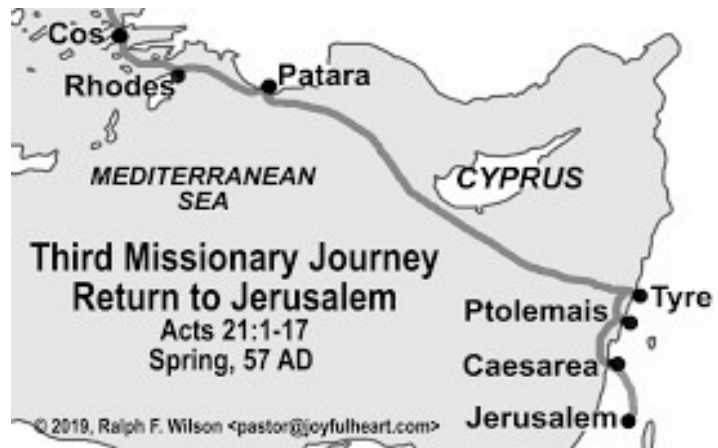 Cos
Rhodes
Patara
MEDITERRANEAN
SEA
CYPRUS
Third Missionary Journey
Return to Jerusalem
Acts 21:1-17
Spring, 57 AD
Tyre
Ptolemais
Caesarea
Jerusalem
© 2019, Ralph F. Wilson <pastor@joyfulheart.com>